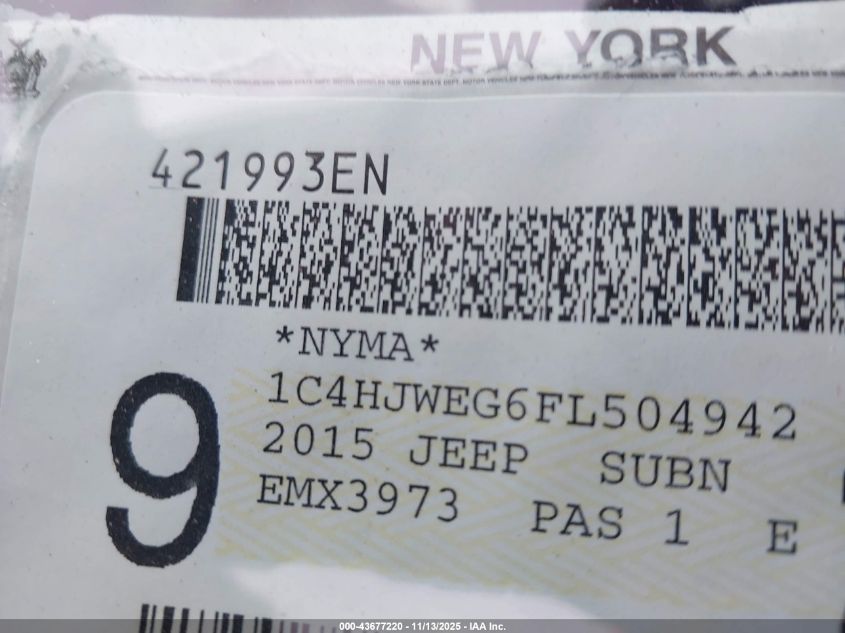 NEW YORK
421993EN
*NYMA*
1C4HJWEG6FL504942
2015 JEEP SUBN
EMX3973 PAS 1 E
9
000-43677220 - 11/13/2025 - IAA Inc.